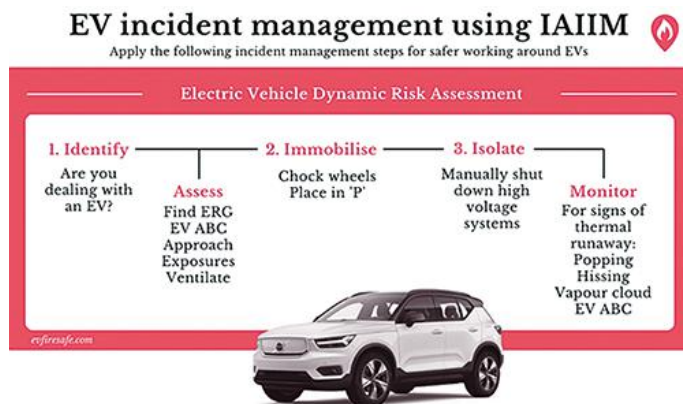 EV incident management using IAIIM
Apply the following incident management steps for safer working around EVs
Electric Vehicle Dynamic Risk Assessment
1. Identify
Are you
dealing with
an EV?
Assess
Find ERG
EV ABC
Approach
Exposures
Ventilate
2. Immobilise
Chock wheels
Place in 'P'
3. Isolate
Manually shut
down high
voltage
systems
Monitor
For signs of
thermal
runaway:
Popping
Hissing
Vapour cloud
EV ABC
evfiresafe.com